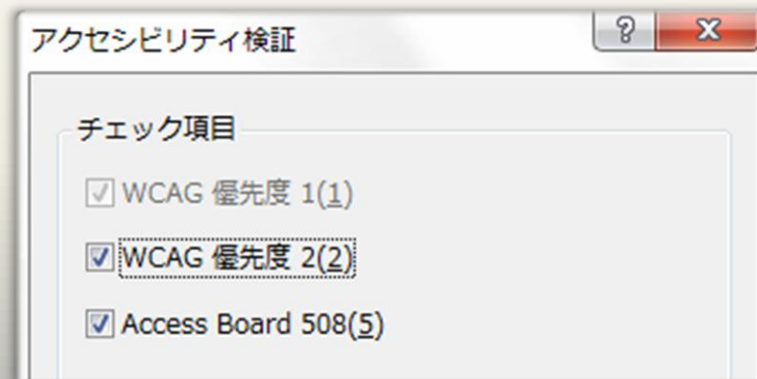 アクセシビリティ検証
チェック項目
WCAG 優先度 1(1)
WCAG 優先度 2(2)
Access Board 508(5)